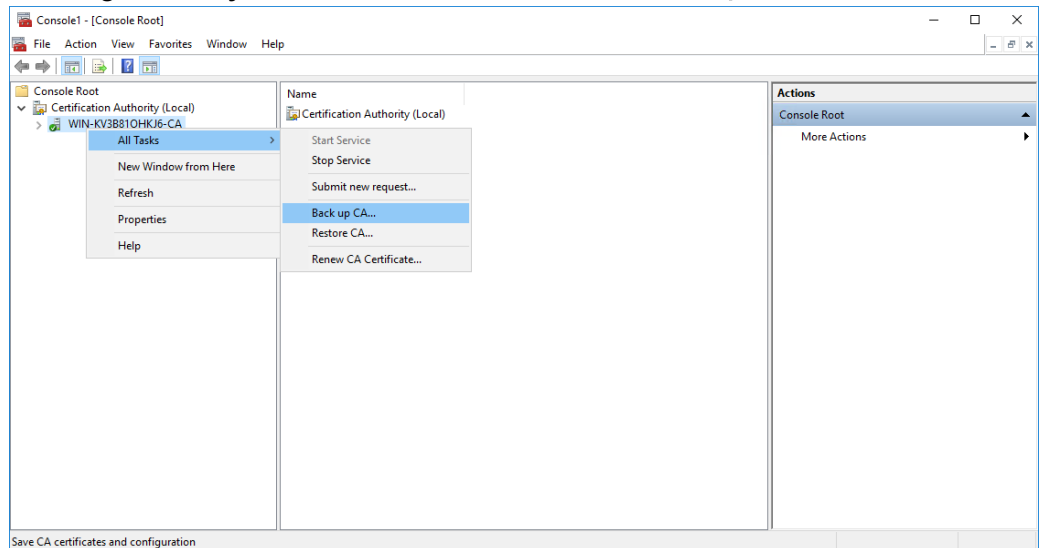 Console1 - [Console Root]
File Action View Favorites Window Help
Console Root
Certification Authority (Local)
WIN-KV3B81OHKJ6-CA
All Tasks
New Window from Here
Refresh
Properties
Help
Name
Certification Authority (Local)
Start Service
Stop Service
Submit new request...
Back up CA...
Restore CA...
Renew CA Certificate...
Actions
Console Root
More Actions
Save CA certificates and configuration